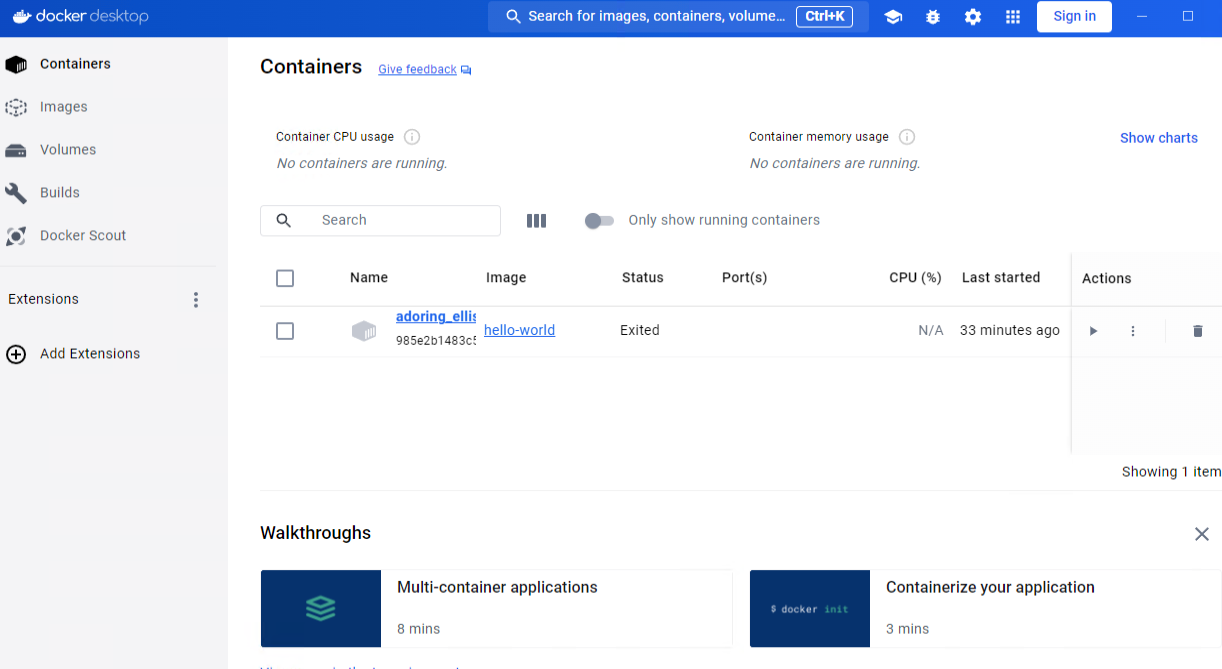 docker desktop
Search for images, containers, volume... Ctrl+K
Sign in
Containers
Images
Volumes
Builds
Docker Scout
Extensions
Add Extensions
Containers Give feedback
Container CPU usage
No containers are running.
Container memory usage
No containers are running.
Show charts
Search
Only show running containers
Name Image Status Port(s) CPU (%) Last started Actions
adoring_ellis
985e2b1483c5
hello-world Exited N/A 33 minutes ago
Showing 1 item
Walkthroughs
Multi-container applications
8 mins
$ docker init
Containerize your application
3 mins